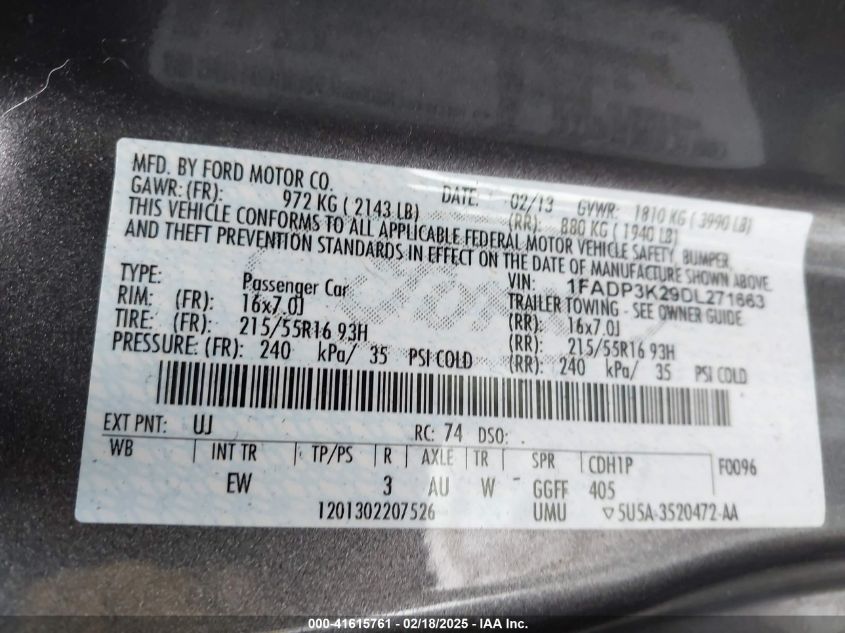 MFD. BY FORD MOTOR CO. DATE: 02/13 GVWR: 1810 KG ( 3990 LB)
GAWR: (FR): 972 KG ( 2143 LB) (RR): 880 KG ( 1940 LB)
THIS VEHICLE CONFORMS TO ALL APPLICABLE FEDERAL MOTOR VEHICLE SAFETY, BUMPER,
AND THEFT PREVENTION STANDARDS IN EFFECT ON THE DATE OF MANUFACTURE SHOWN ABOVE.
VIN: 1FADP3K29DL271663
TYPE: Passenger Car TRAILER TOWING - SEE OWNER GUIDE
RIM: (FR): 16x7.0J (RR): 16x7.0J
TIRE: (FR): 215/55R16 93H (RR): 215/55R16 93H
PRESSURE: (FR): 240 kPa/ 35 PSI COLD (RR): 240 kPa/ 35 PSI COLD
EXT PNT: UJ RC: 74 DSO:
WB INT TR TP/PS R AXLE TR SPR CDH1P F0096
EW 3 AU W GGFF 405
1201302207526 UMU ▽5U5A-3520472-AA
000-41615761 - 02/18/2025 - IAA Inc.